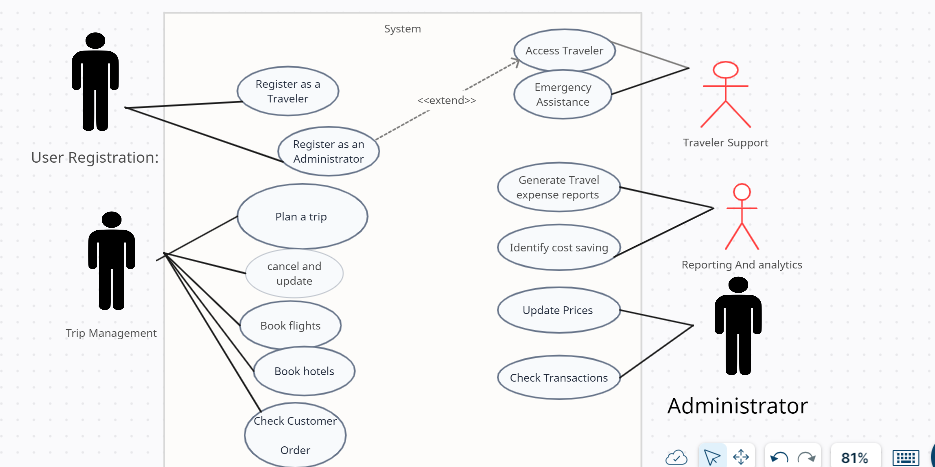 System
Access Traveler
Emergency
Assistance
Register as a
Traveler
<<extend>>
Register as an
Administrator
User Registration:
Traveler Support
Generate Travel
expense reports
Plan a trip
Identify cost saving
Reporting And analytics
cancel and
update
Update Prices
Book flights
Trip Management
Book hotels
Check Transactions
Administrator
Check Customer
Order
81%